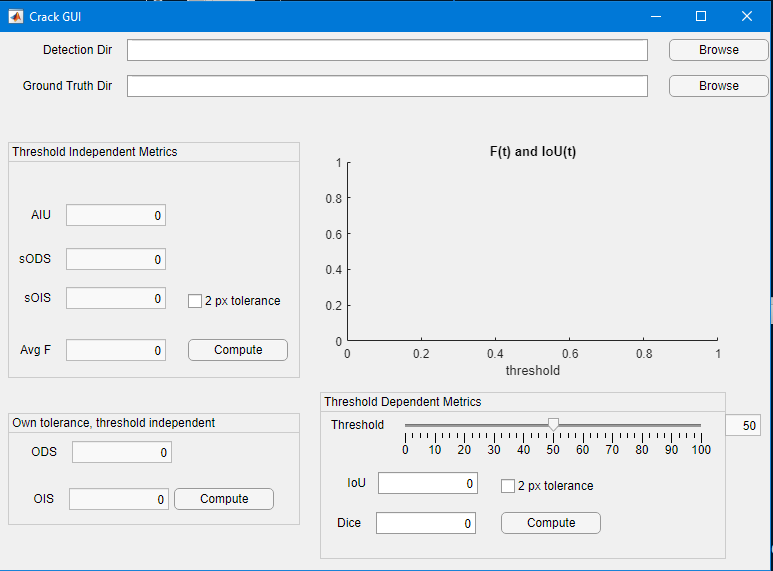 Crack GUI
Detection Dir
Browse
Ground Truth Dir
Browse
Threshold Independent Metrics
AIU 0
sODS 0
sOIS 0
2 px tolerance
Avg F 0
Compute
F(t) and IoU(t)
1
0.8
0.6
0.4
0.2
0
0 0.2 0.4 0.6 0.8 1
threshold
Own tolerance, threshold independent
ODS 0
OIS 0
Compute
Threshold Dependent Metrics
Threshold
50
0 10 20 30 40 50 60 70 80 90 100
IoU 0
2 px tolerance
Dice 0
Compute